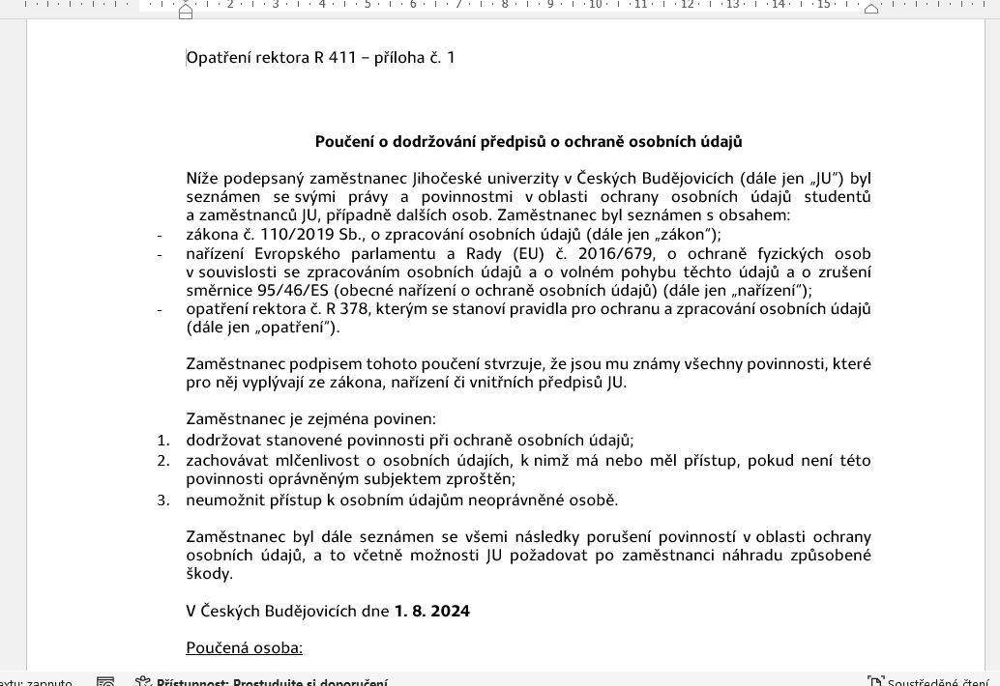 2 · 3 · 4 · 5 · 6 · 7 · 8 · 9 · 10 · 11 · 12 · 13 · 14 · 15
Opatření rektora R 411 – příloha č. 1
Poučení o dodržování předpisů o ochraně osobních údajů
Níže podepsaný zaměstnanec Jihočeské univerzity v Českých Budějovicích (dále jen „JU“) byl
seznámen se svými právy a povinnostmi v oblasti ochrany osobních údajů studentů
a zaměstnanců JU, případně dalších osob. Zaměstnanec byl seznámen s obsahem:
- zákona č. 110/2019 Sb., o zpracování osobních údajů (dále jen „zákon“);
- nařízení Evropského parlamentu a Rady (EU) č. 2016/679, o ochraně fyzických osob
v souvislosti se zpracováním osobních údajů a o volném pohybu těchto údajů a o zrušení
směrnice 95/46/ES (obecné nařízení o ochraně osobních údajů) (dále jen „nařízení“);
- opatření rektora č. R 378, kterým se stanoví pravidla pro ochranu a zpracování osobních údajů
(dále jen „opatření“).
Zaměstnanec podpisem tohoto poučení stvrzuje, že jsou mu známy všechny povinnosti, které
pro něj vyplývají ze zákona, nařízení či vnitřních předpisů JU.
Zaměstnanec je zejména povinen:
1. dodržovat stanovené povinnosti při ochraně osobních údajů;
2. zachovávat mlčenlivost o osobních údajích, k nimž má nebo měl přístup, pokud není této
povinnosti oprávněným subjektem zproštěn;
3. neumožnit přístup k osobním údajům neoprávněné osobě.
Zaměstnanec byl dále seznámen se všemi následky porušení povinností v oblasti ochrany
osobních údajů, a to včetně možnosti JU požadovat po zaměstnanci náhradu způsobené
škody.
V Českých Budějovicích dne 1. 8. 2024
Poučená osoba:
extu: zapnuto Přístupnost: Prostudujte si doporučení Soustředěné čtení